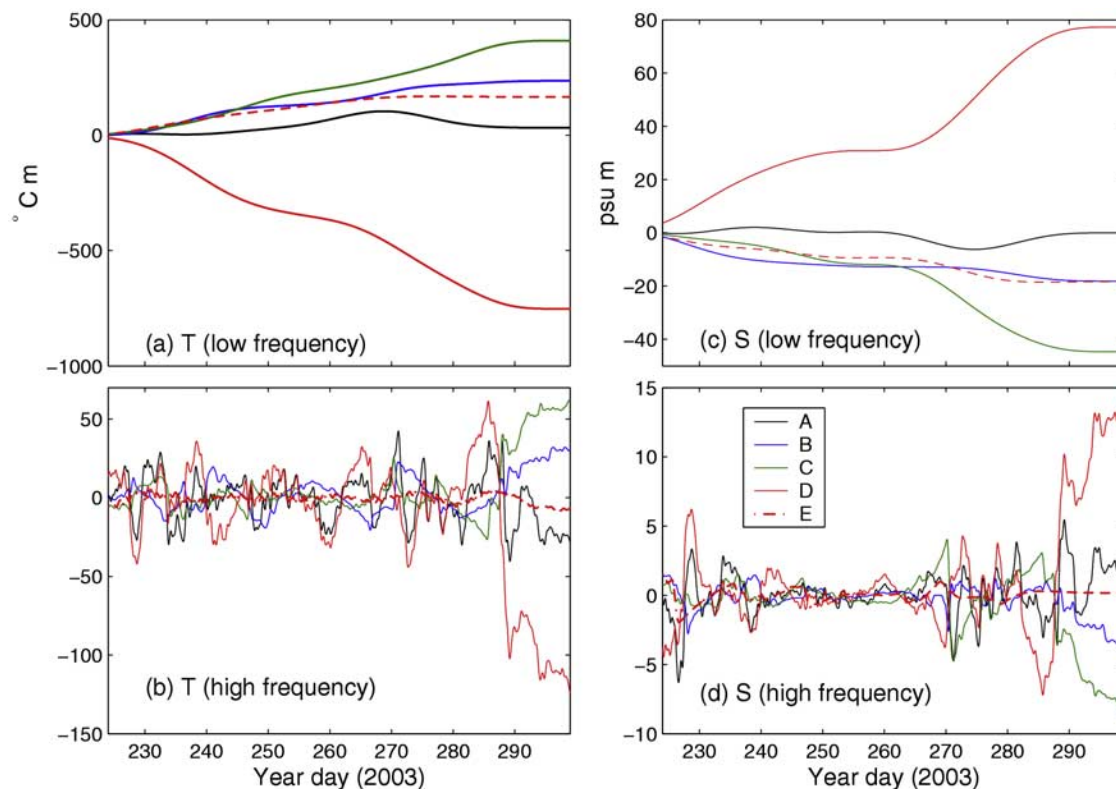 500
0
-500
-1000
° C m
(a) T (low frequency)
80
60
40
20
0
-20
-40
psu m
(c) S (low frequency)
50
0
-50
-100
-150
(b) T (high frequency)
230 240 250 260 270 280 290
Year day (2003)
15
10
5
0
-5
-10
A
B
C
D
E
(d) S (high frequency)
230 240 250 260 270 280 290
Year day (2003)